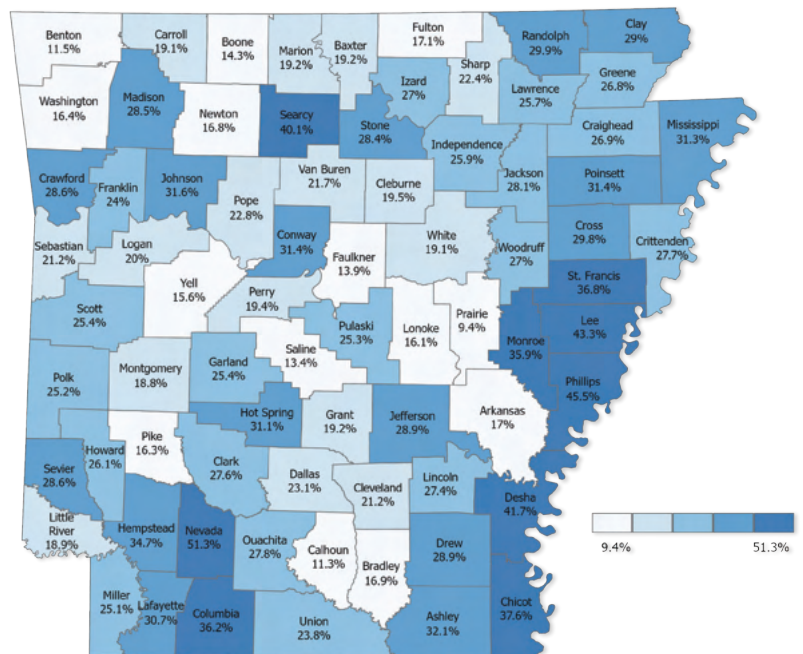 Benton
11.5%
Carroll
19.1%
Boone
14.3%
Marion
19.2%
Baxter
19.2%
Fulton
17.1%
Randolph
29.9%
Clay
29%
Sharp
22.4%
Izard
27%
Lawrence
25.7%
Greene
26.8%
Washington
16.4%
Madison
28.5%
Newton
16.8%
Searcy
40.1%
Stone
28.4%
Independence
25.9%
Craighead
26.9%
Mississippi
31.3%
Crawford
28.6%
Franklin
24%
Johnson
31.6%
Pope
22.8%
Van Buren
21.7%
Cleburne
19.5%
Jackson
28.1%
Poinsett
31.4%
Sebastian
21.2%
Logan
20%
Conway
31.4%
Faulkner
13.9%
White
19.1%
Woodruff
27%
Cross
29.8%
Crittenden
27.7%
Yell
15.6%
Perry
19.4%
St. Francis
36.8%
Scott
25.4%
Pulaski
25.3%
Lonoke
16.1%
Prairie
9.4%
Monroe
35.9%
Lee
43.3%
Saline
13.4%
Polk
25.2%
Montgomery
18.8%
Garland
25.4%
Phillips
45.5%
Hot Spring
31.1%
Grant
19.2%
Jefferson
28.9%
Arkansas
17%
Sevier
28.6%
Howard
26.1%
Pike
16.3%
Clark
27.6%
Dallas
23.1%
Cleveland
21.2%
Lincoln
27.4%
Desha
41.7%
Little
River
18.9%
Hempstead
34.7%
Nevada
51.3%
Ouachita
27.8%
Calhoun
11.3%
Bradley
16.9%
Drew
28.9%
9.4%
51.3%
Miller
25.1%
Lafayette
30.7%
Columbia
36.2%
Union
23.8%
Ashley
32.1%
Chicot
37.6%